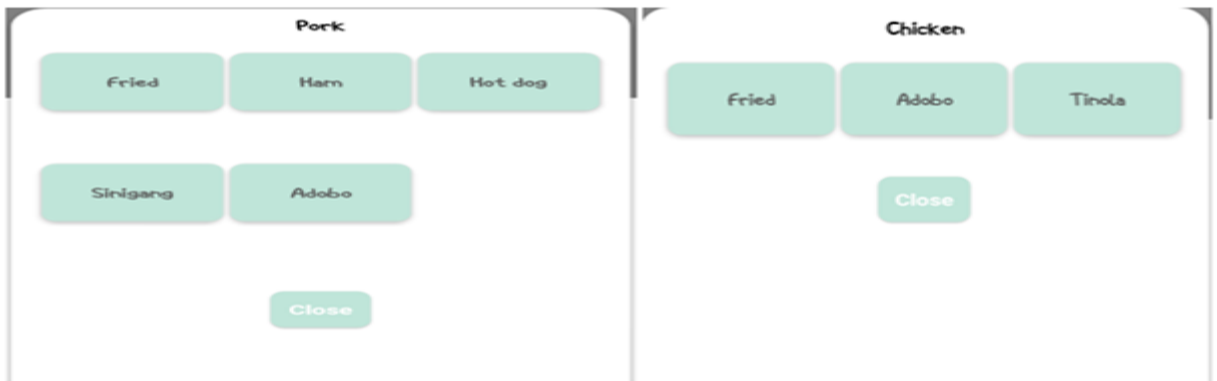 Pork
Fried Ham Hot dog
Sinigang Adobo
Close
Chicken
Fried Adobo Tinola
Close